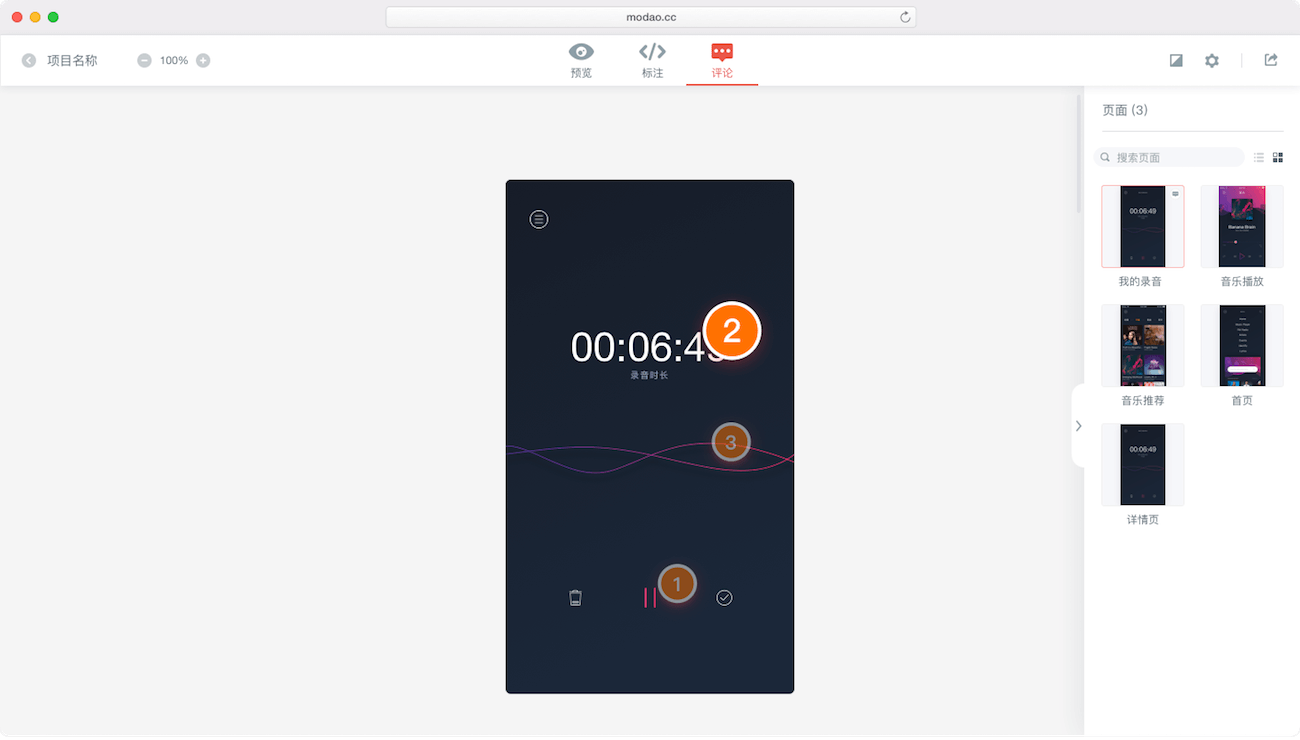 modao.cc
项目名称
100%
预览
标注
评论
页面 (3)
搜索页面
00:06:49
我的录音
Banana Brain
音乐播放
音乐推荐
首页
00:06:49
详情页
2
00:06:49
录音时长
3
1